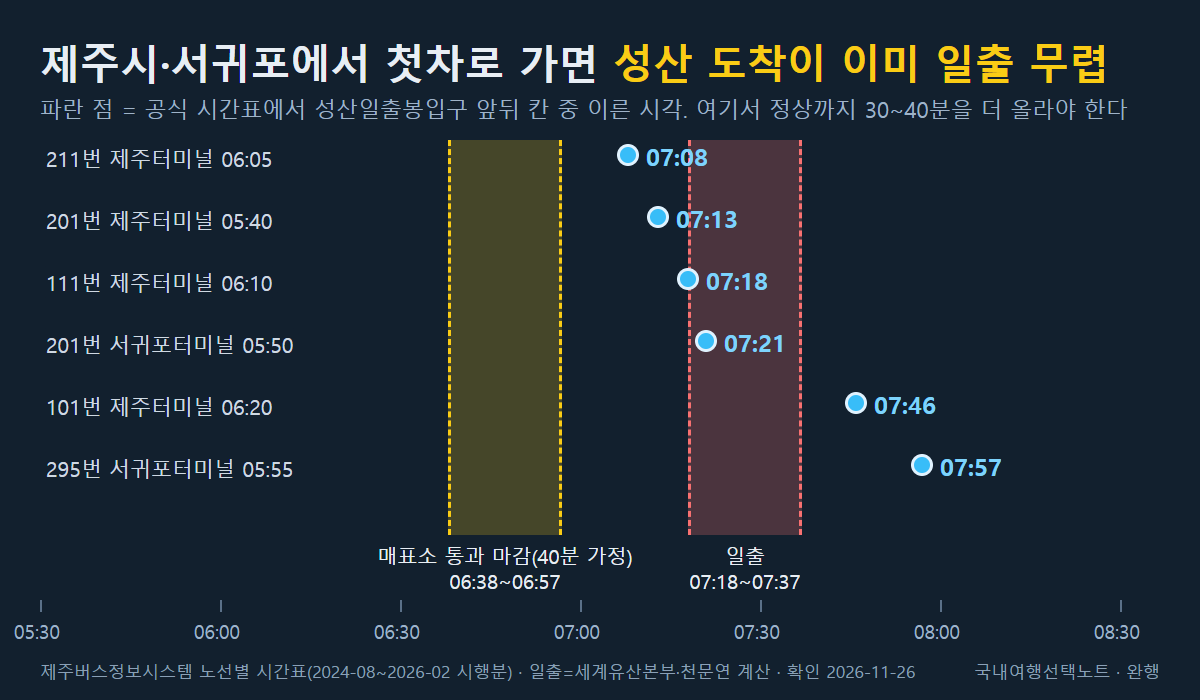 제주시·서귀포에서 첫차로 가면 성산 도착이 이미 일출 무렵
파란 점 = 공식 시간표에서 성산일출봉입구 앞뒤 칸 중 이른 시각. 여기서 정상까지 30~40분을 더 올라야 한다
211번 제주터미널 06:05
07:08
201번 제주터미널 05:40
07:13
111번 제주터미널 06:10
07:18
201번 서귀포터미널 05:50
07:21
101번 제주터미널 06:20
07:46
295번 서귀포터미널 05:55
07:57
매표소 통과 마감(40분 가정)
06:38~06:57
일출
07:18~07:37
05:30 06:00 06:30 07:00 07:30 08:00 08:30
제주버스정보시스템 노선별 시간표(2024-08~2026-02 시행분) · 일출=세계유산본부·천문연 계산 · 확인 2026-11-26
국내여행선택노트 · 완행